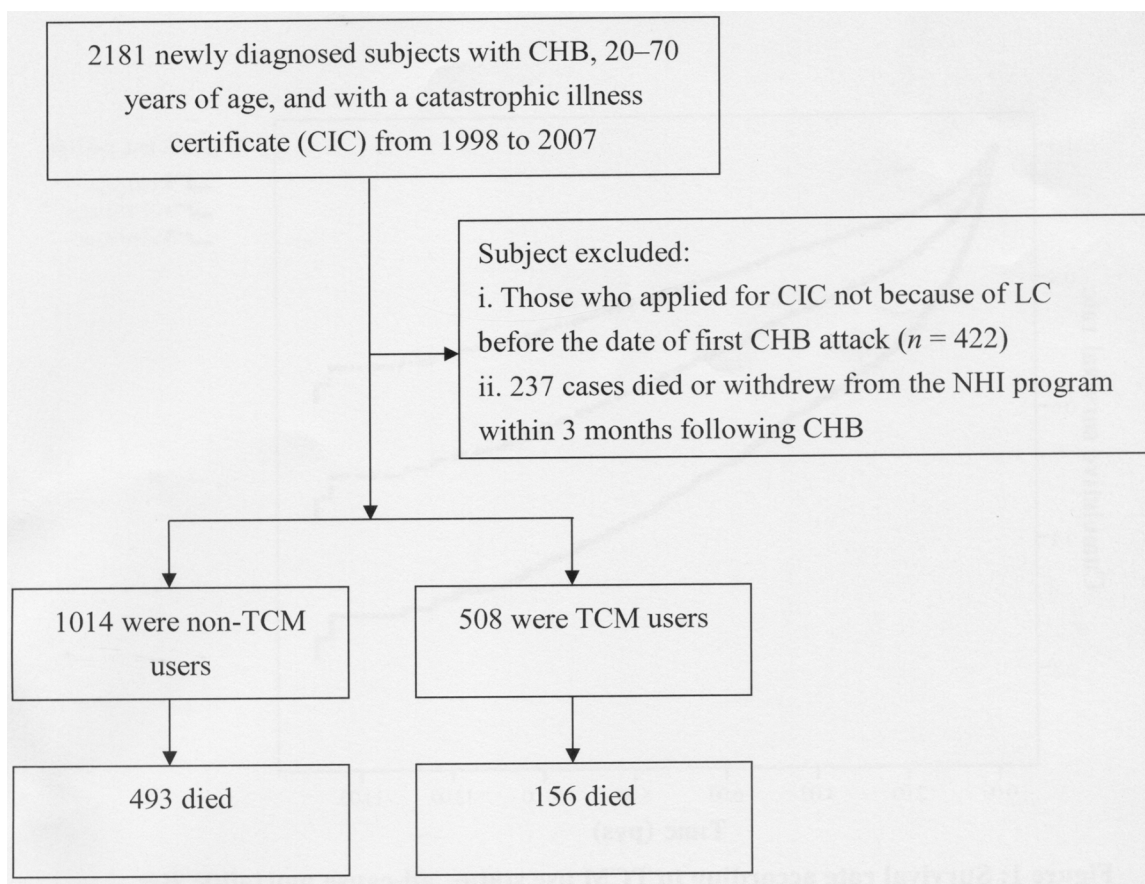 2181 newly diagnosed subjects with CHB, 20–70
years of age, and with a catastrophic illness
certificate (CIC) from 1998 to 2007
Subject excluded:
i. Those who applied for CIC not because of LC
before the date of first CHB attack (n = 422)
ii. 237 cases died or withdrew from the NHI program
within 3 months following CHB
1014 were non-TCM
users
508 were TCM users
493 died
156 died